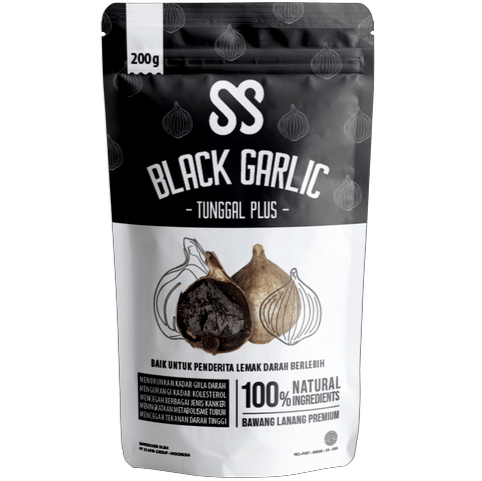 200g
SS
BLACK GARLIC
- TUNGGAL PLUS -
BAIK UNTUK PENDERITA LEMAK DARAH BERLEBIH
MENURUNKAN KADAR GULA DARAH
MENGURANGI KADAR KOLESTEROL
MENCEGAH BERBAGAI JENIS KANKER
MENINGKATKAN METABOLISME TUBUH
MENCEGAH TEKANAN DARAH TINGGI
100% NATURAL INGREDIENTS
BAWANG LANANG PREMIUM